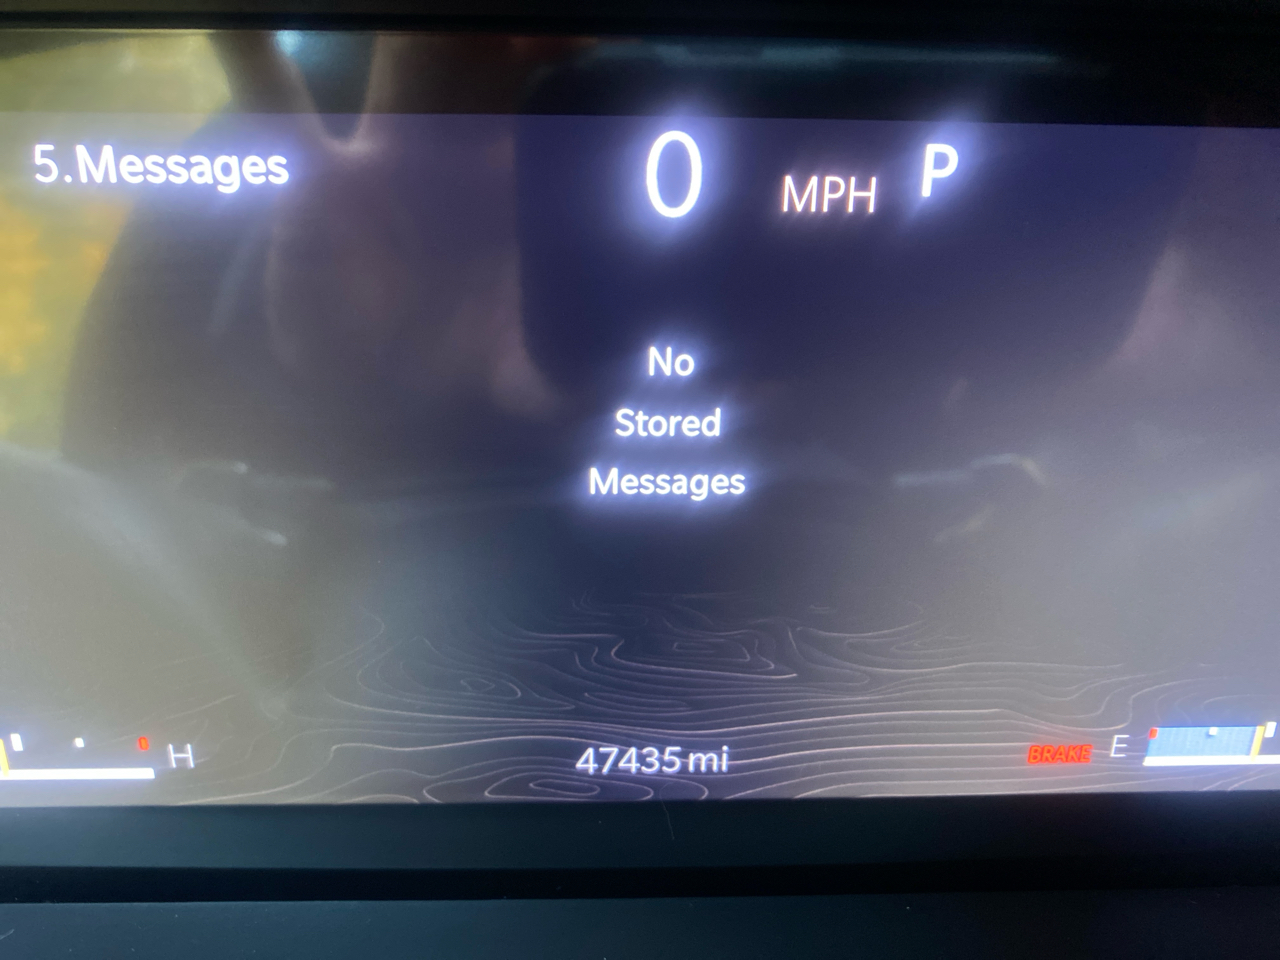 5.Messages
0 MPH P
No
Stored
Messages
H
47435 mi
BRAKE E